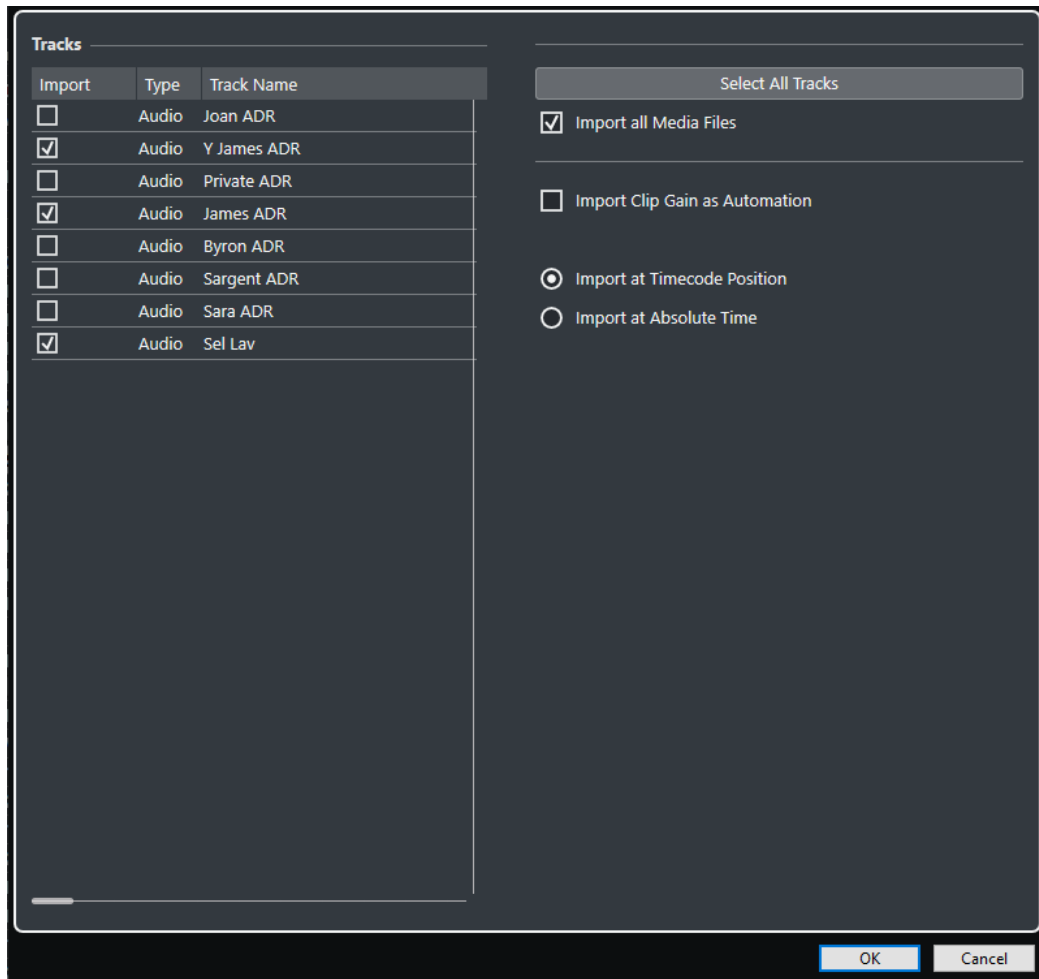 Tracks
Import Type Track Name
Audio Joan ADR
Audio Y James ADR
Audio Private ADR
Audio James ADR
Audio Byron ADR
Audio Sargent ADR
Audio Sara ADR
Audio Sel Lav
Select All Tracks
Import all Media Files
Import Clip Gain as Automation
Import at Timecode Position
Import at Absolute Time
OK Cancel